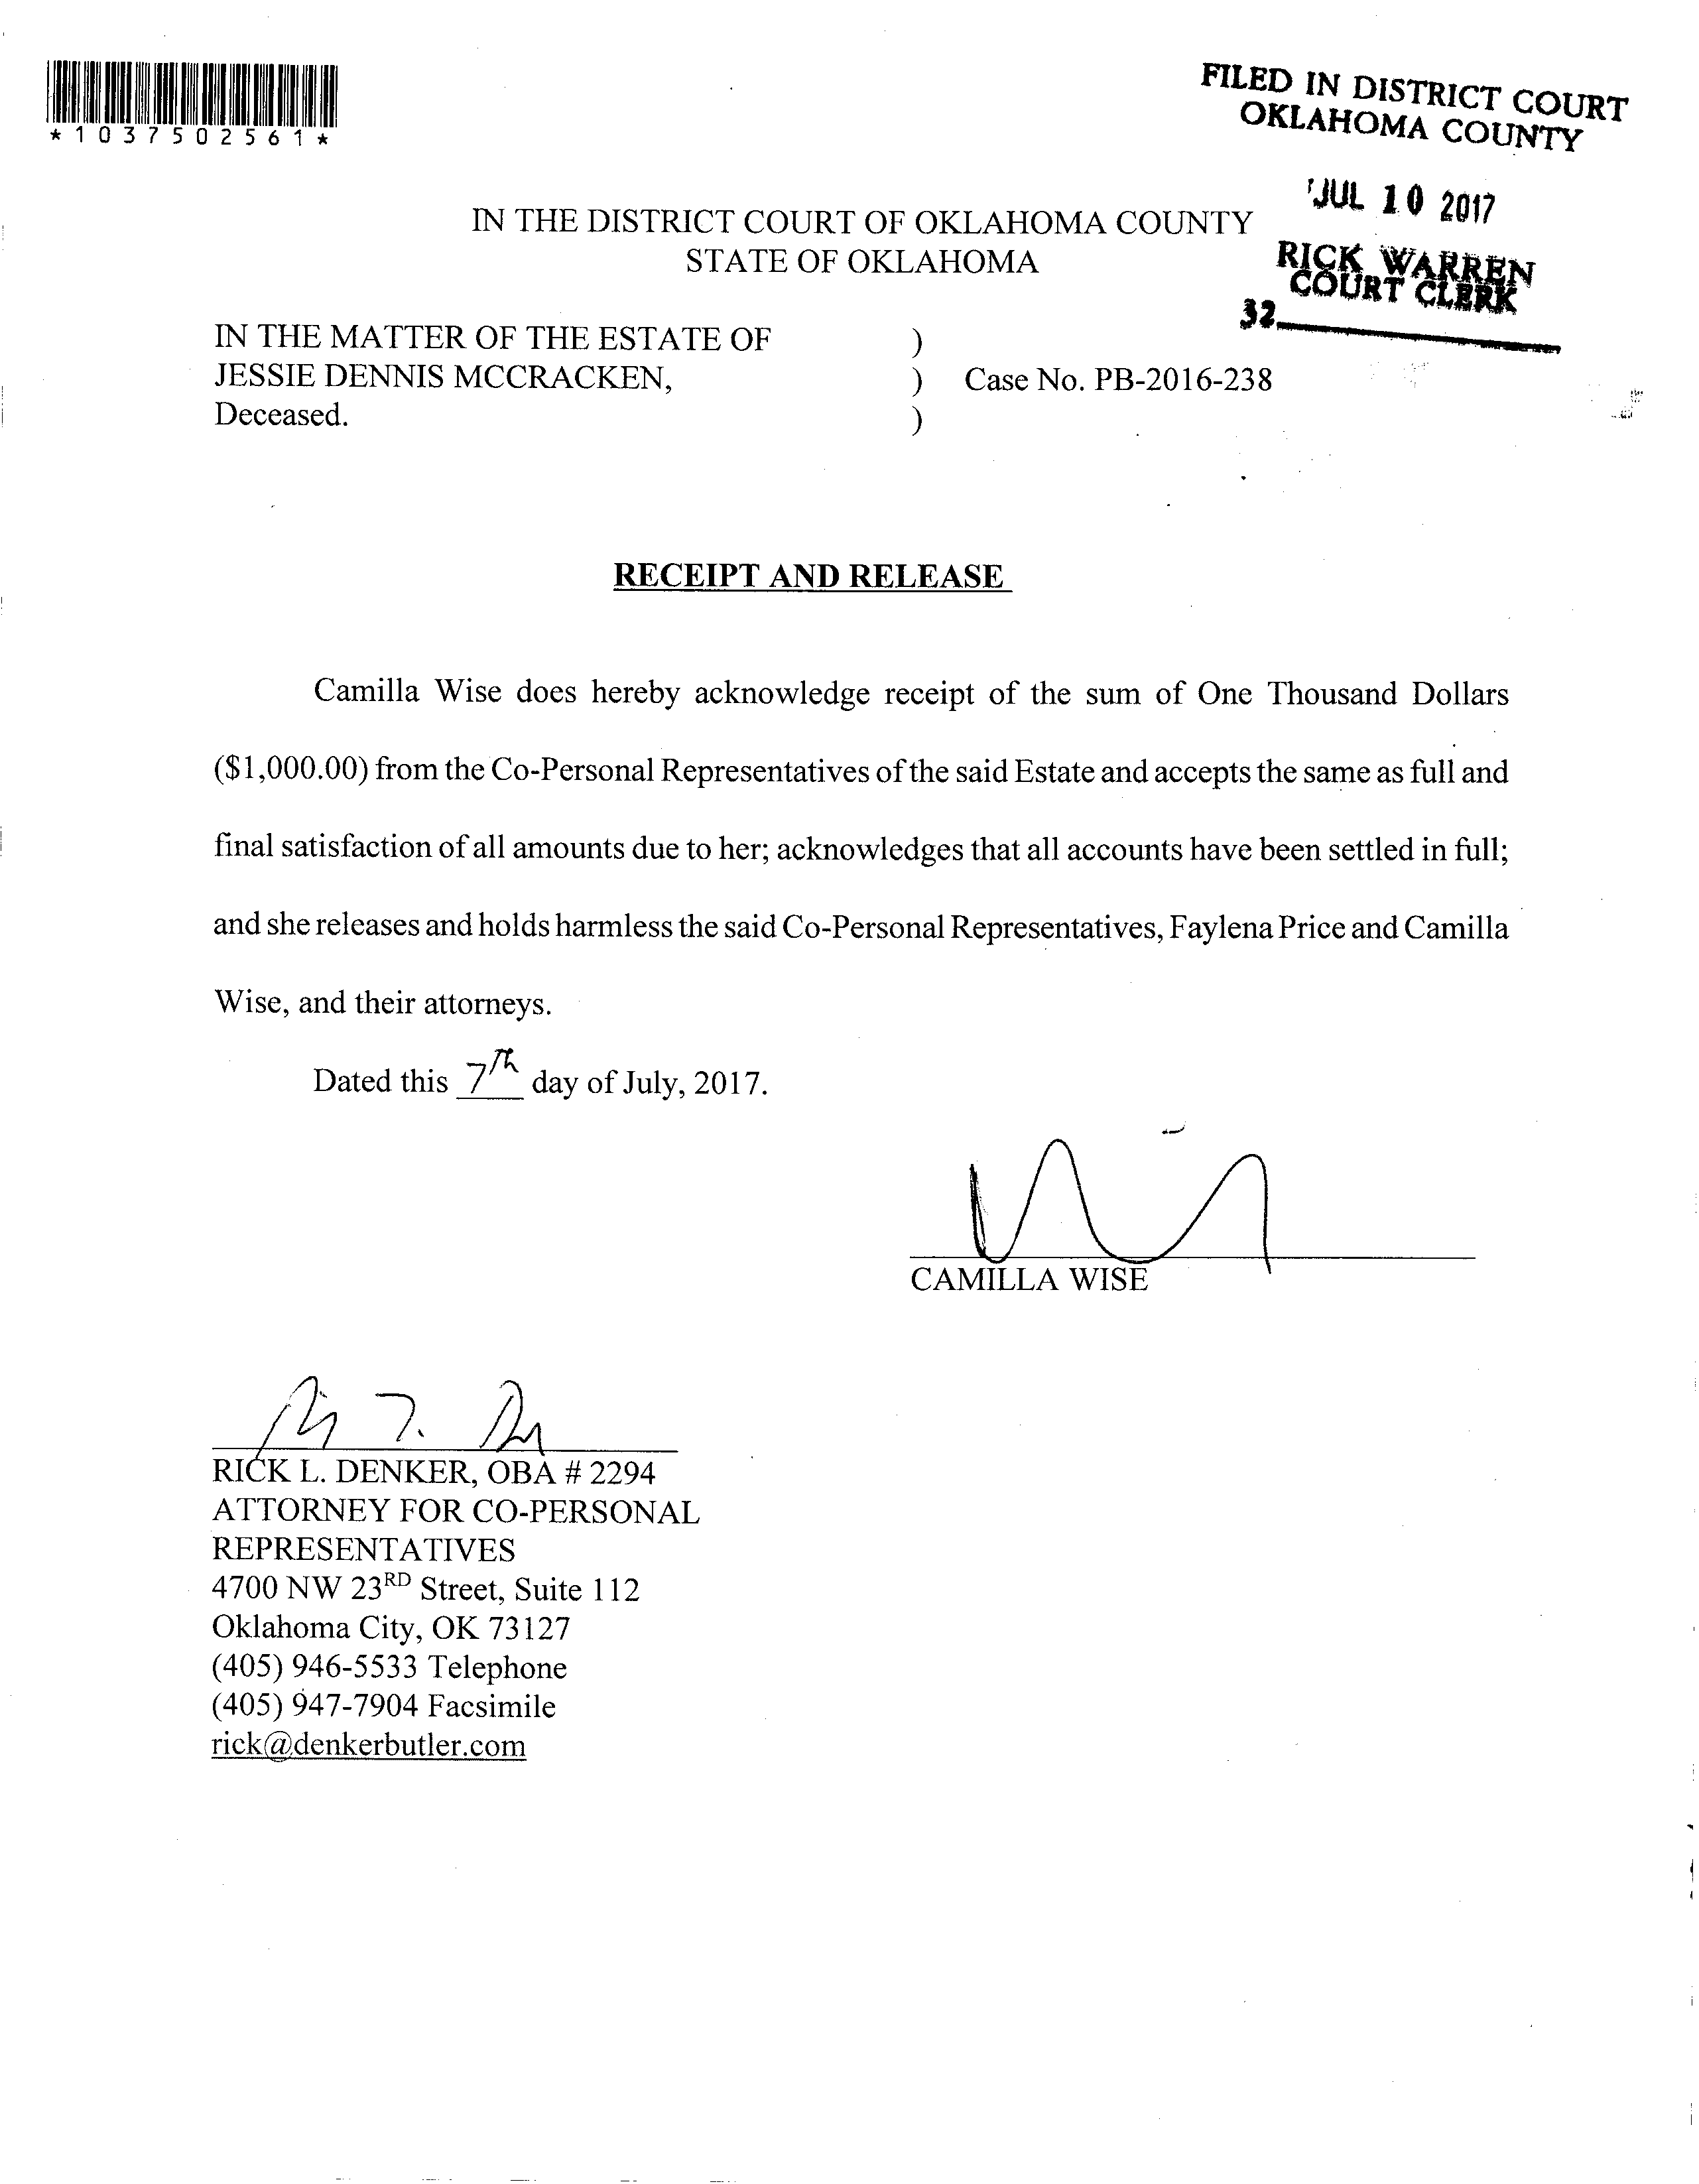 *1037502561*
FILED IN DISTRICT COURT
OKLAHOMA COUNTY
JUL 10 2017
RICK WARREN
COURT CLERK
32
IN THE DISTRICT COURT OF OKLAHOMA COUNTY
STATE OF OKLAHOMA
IN THE MATTER OF THE ESTATE OF )
JESSIE DENNIS MCCRACKEN, ) Case No. PB-2016-238
Deceased. )
RECEIPT AND RELEASE
Camilla Wise does hereby acknowledge receipt of the sum of One Thousand Dollars
($1,000.00) from the Co-Personal Representatives of the said Estate and accepts the same as full and
final satisfaction of all amounts due to her; acknowledges that all accounts have been settled in full;
and she releases and holds harmless the said Co-Personal Representatives, Faylena Price and Camilla
Wise, and their attorneys.
Dated this 7th day of July, 2017.
CAMILLA WISE
RICK L. DENKER, OBA # 2294
ATTORNEY FOR CO-PERSONAL
REPRESENTATIVES
4700 NW 23RD Street, Suite 112
Oklahoma City, OK 73127
(405) 946-5533 Telephone
(405) 947-7904 Facsimile
rick@denkerbutler.com